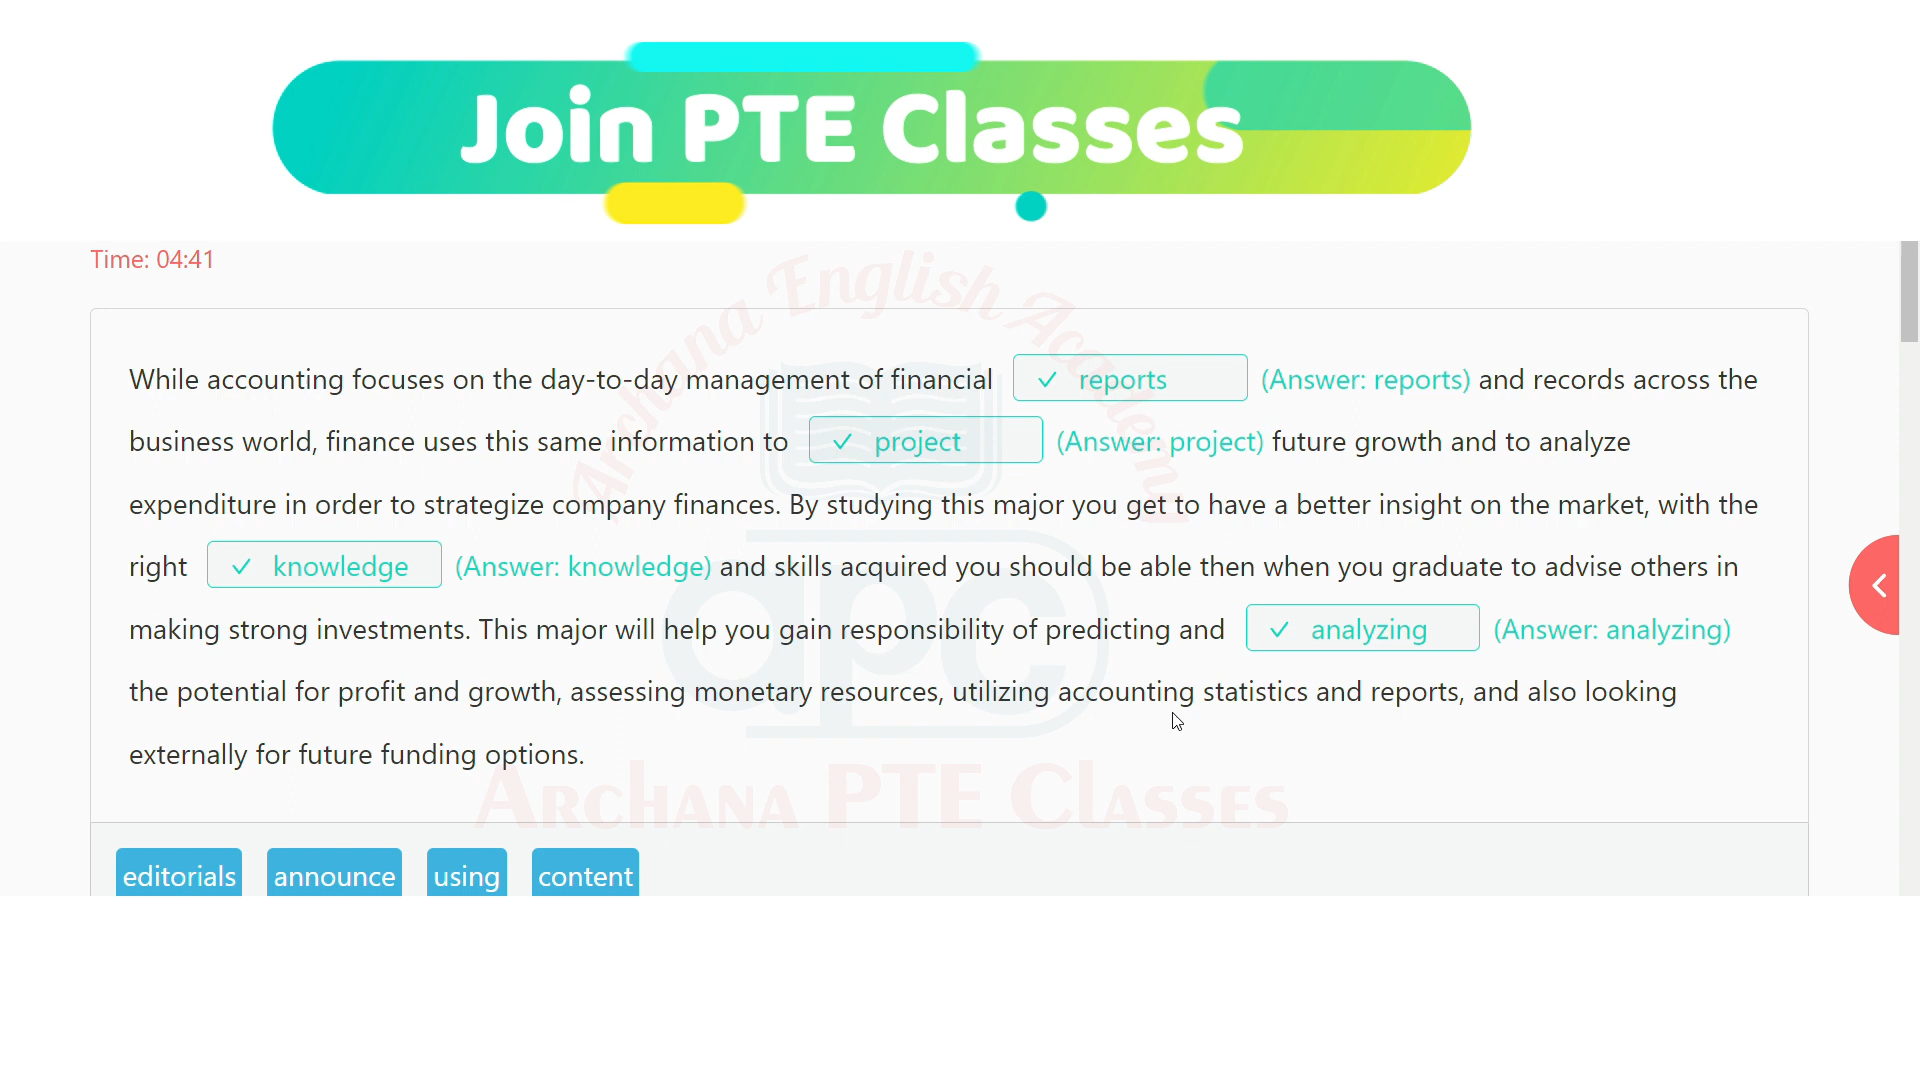 Join PTE Classes
Time: 04:41
Archana English Academy
While accounting focuses on the day-to-day management of financial ✓ reports (Answer: reports) and records across the
business world, finance uses this same information to ✓ project (Answer: project) future growth and to analyze
expenditure in order to strategize company finances. By studying this major you get to have a better insight on the market, with the
right ✓ knowledge (Answer: knowledge) and skills acquired you should be able then when you graduate to advise others in
making strong investments. This major will help you gain responsibility of predicting and ✓ analyzing (Answer: analyzing)
apc
the potential for profit and growth, assessing monetary resources, utilizing accounting statistics and reports, and also looking
externally for future funding options.
ARCHANA PTE CLASSES
editorials announce using content